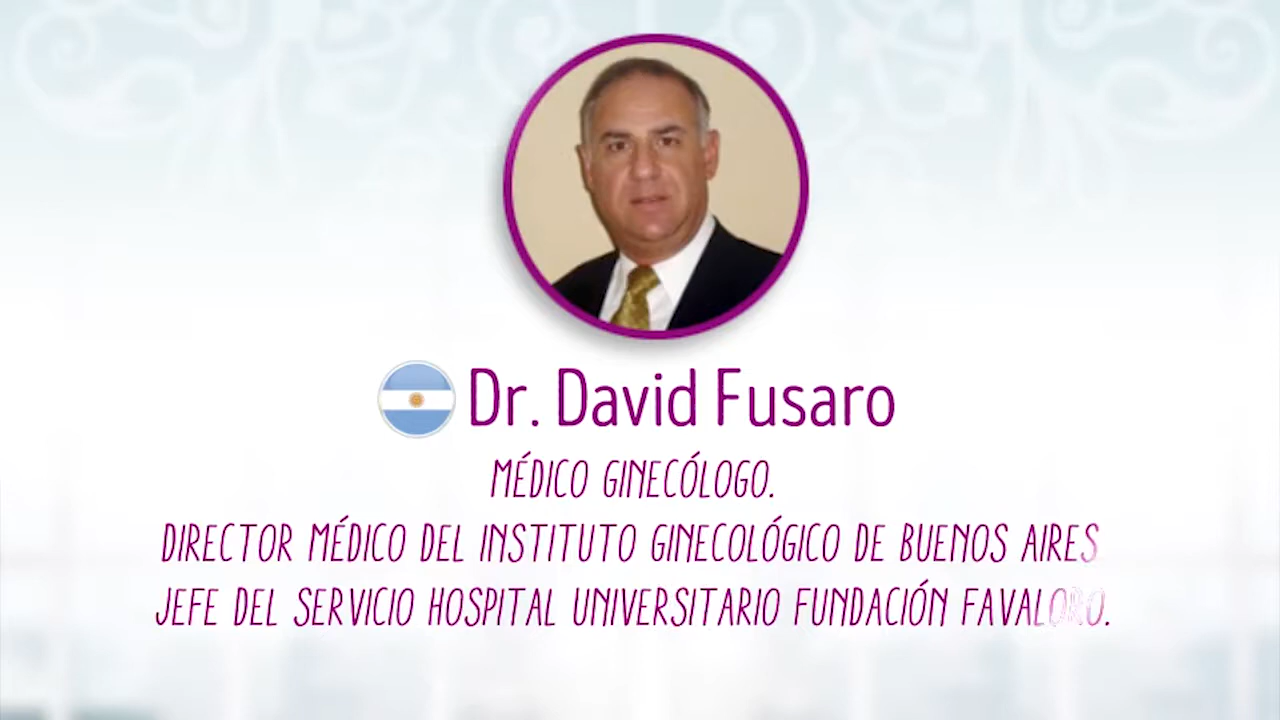 Dr. David Fusaro
MÉDICO GINECÓLOGO.
DIRECTOR MÉDICO DEL INSTITUTO GINECOLÓGICO DE BUENOS AIRES
JEFE DEL SERVICIO HOSPITAL UNIVERSITARIO FUNDACIÓN FAVALORO.